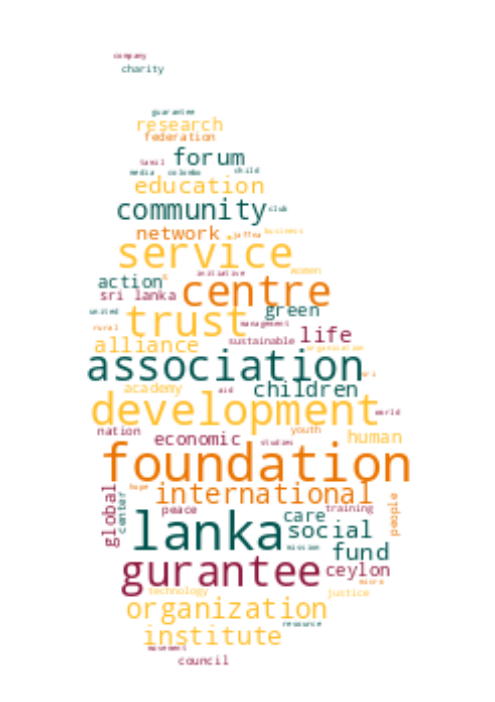 company
charity
guarantee
research
federation
forum
tamil
media colombo child
education
community club
network jaffna business
service
initiative women
action
sri lanka centre
green
trust
united
rural management
life
alliance sustainable organisation
association
academy aid children
development
world
nation economic studies youth human
foundation
hope international
global center peace training people
lanka care social
mission fund
gurantee ceylon
micro
technology justice
organization
resource
institute
movement
council